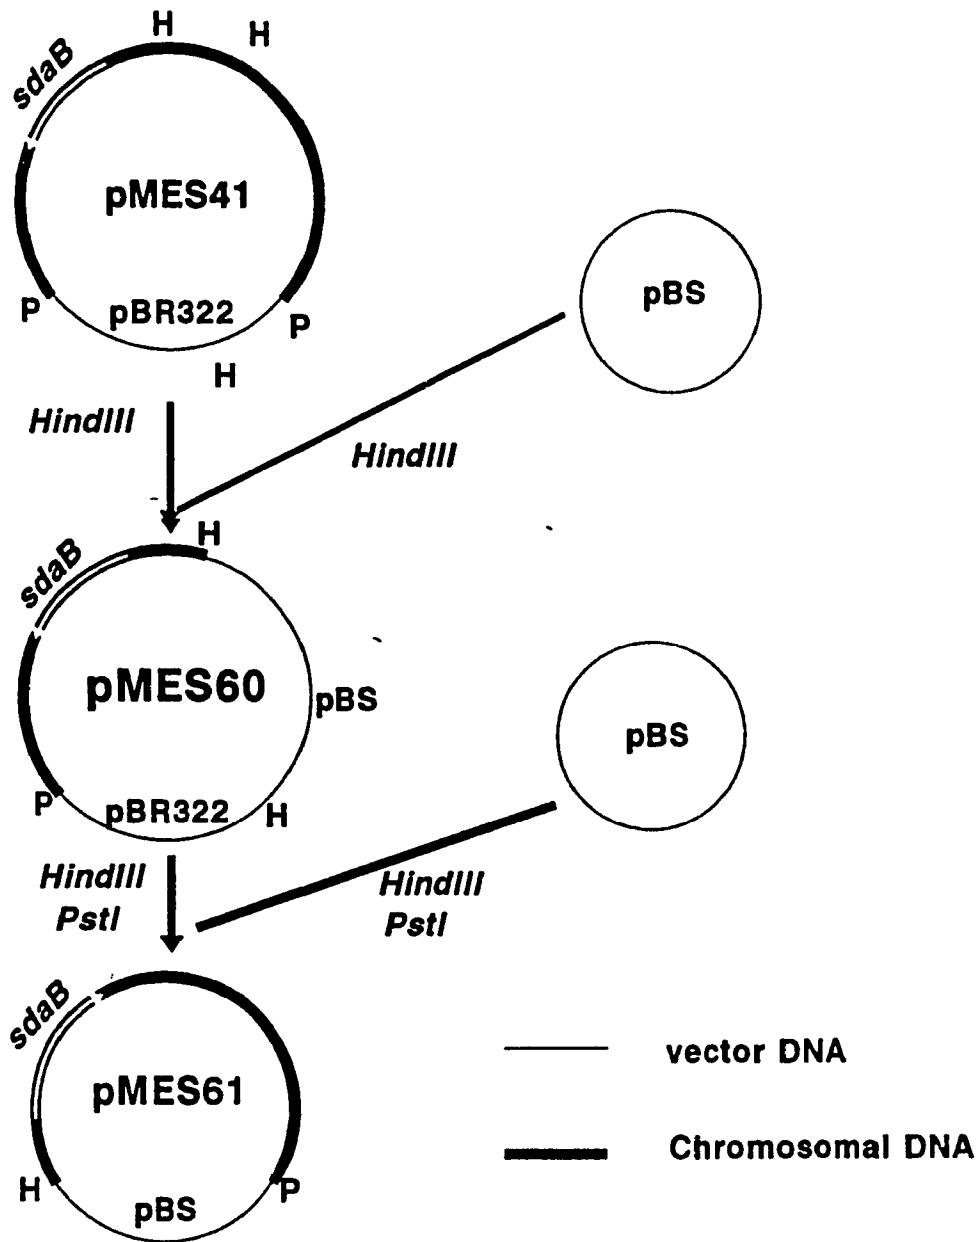 H
H
sdaB
pMES41
pBS
P
pBR322
P
H
HindIII
HindIII
H
sdaB
pMES60
pBS
pBS
P
pBR322
H
HindIII
PstI
HindIII
PstI
sdaB
vector DNA
pMES61
Chromosomal DNA
H
pBS
P